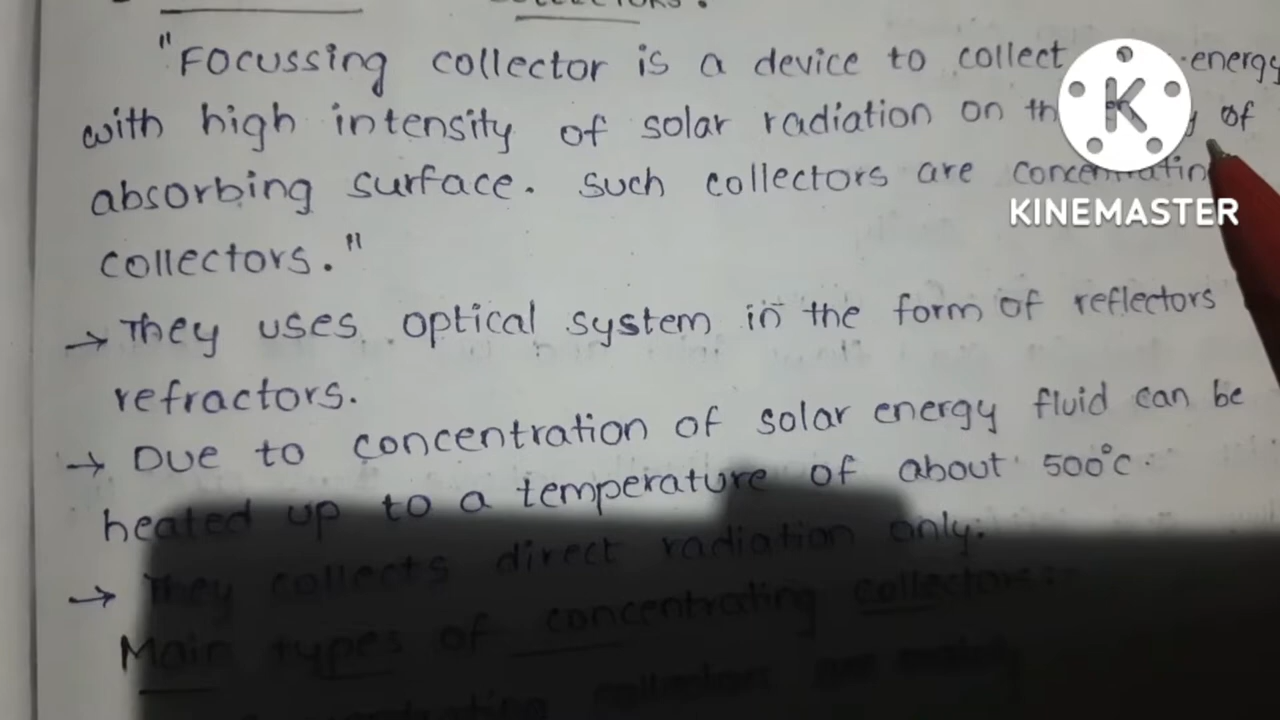 "Focussing collector is a device to collect energy
with high intensity of solar radiation on of
absorbing surface. Such collectors are
collectors."
→ They uses optical system in the form of reflectors
refractors.
→ Due to concentration of solar energy fluid can be
heated up to a temperature of about 500°C.
→ They collects direct radiation only.
Main types of concentrating collectors:-
collectors are mainly
KINEMASTER